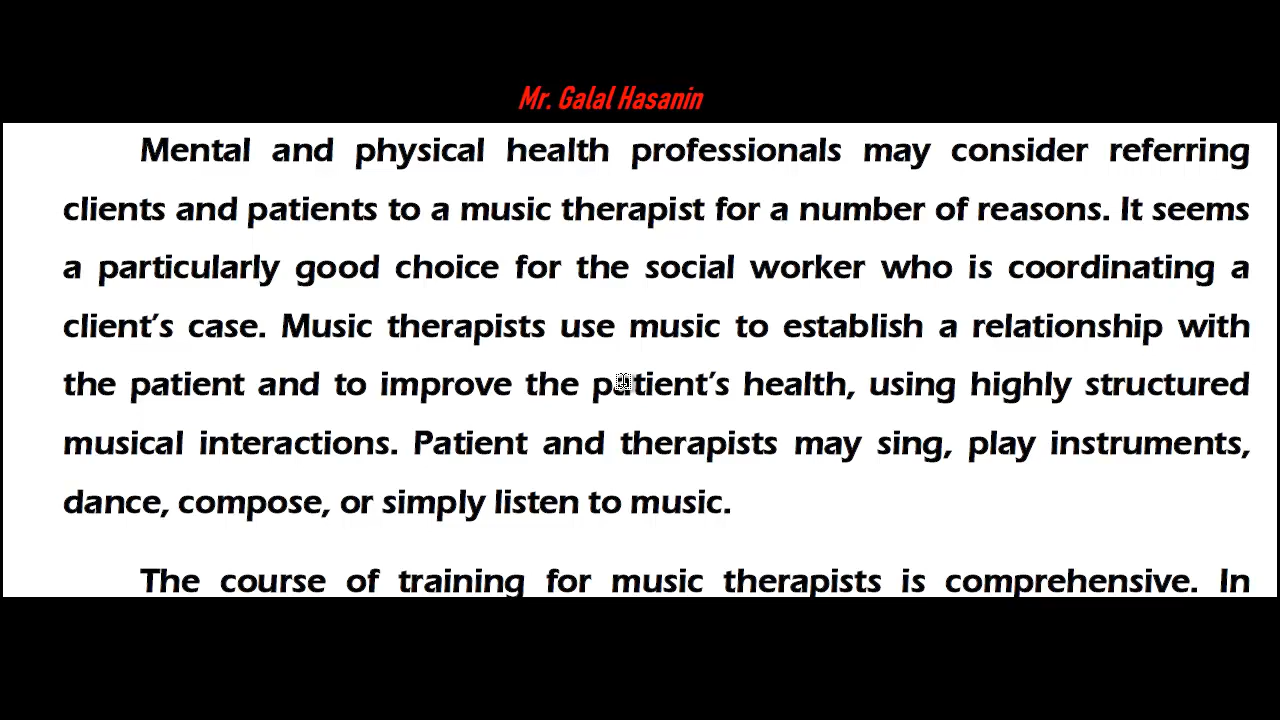 Mr. Galal Hasanin
Mental and physical health professionals may consider referring
clients and patients to a music therapist for a number of reasons. It seems
a particularly good choice for the social worker who is coordinating a
client’s case. Music therapists use music to establish a relationship with
the patient and to improve the patient’s health, using highly structured
musical interactions. Patient and therapists may sing, play instruments,
dance, compose, or simply listen to music.
The course of training for music therapists is comprehensive. In